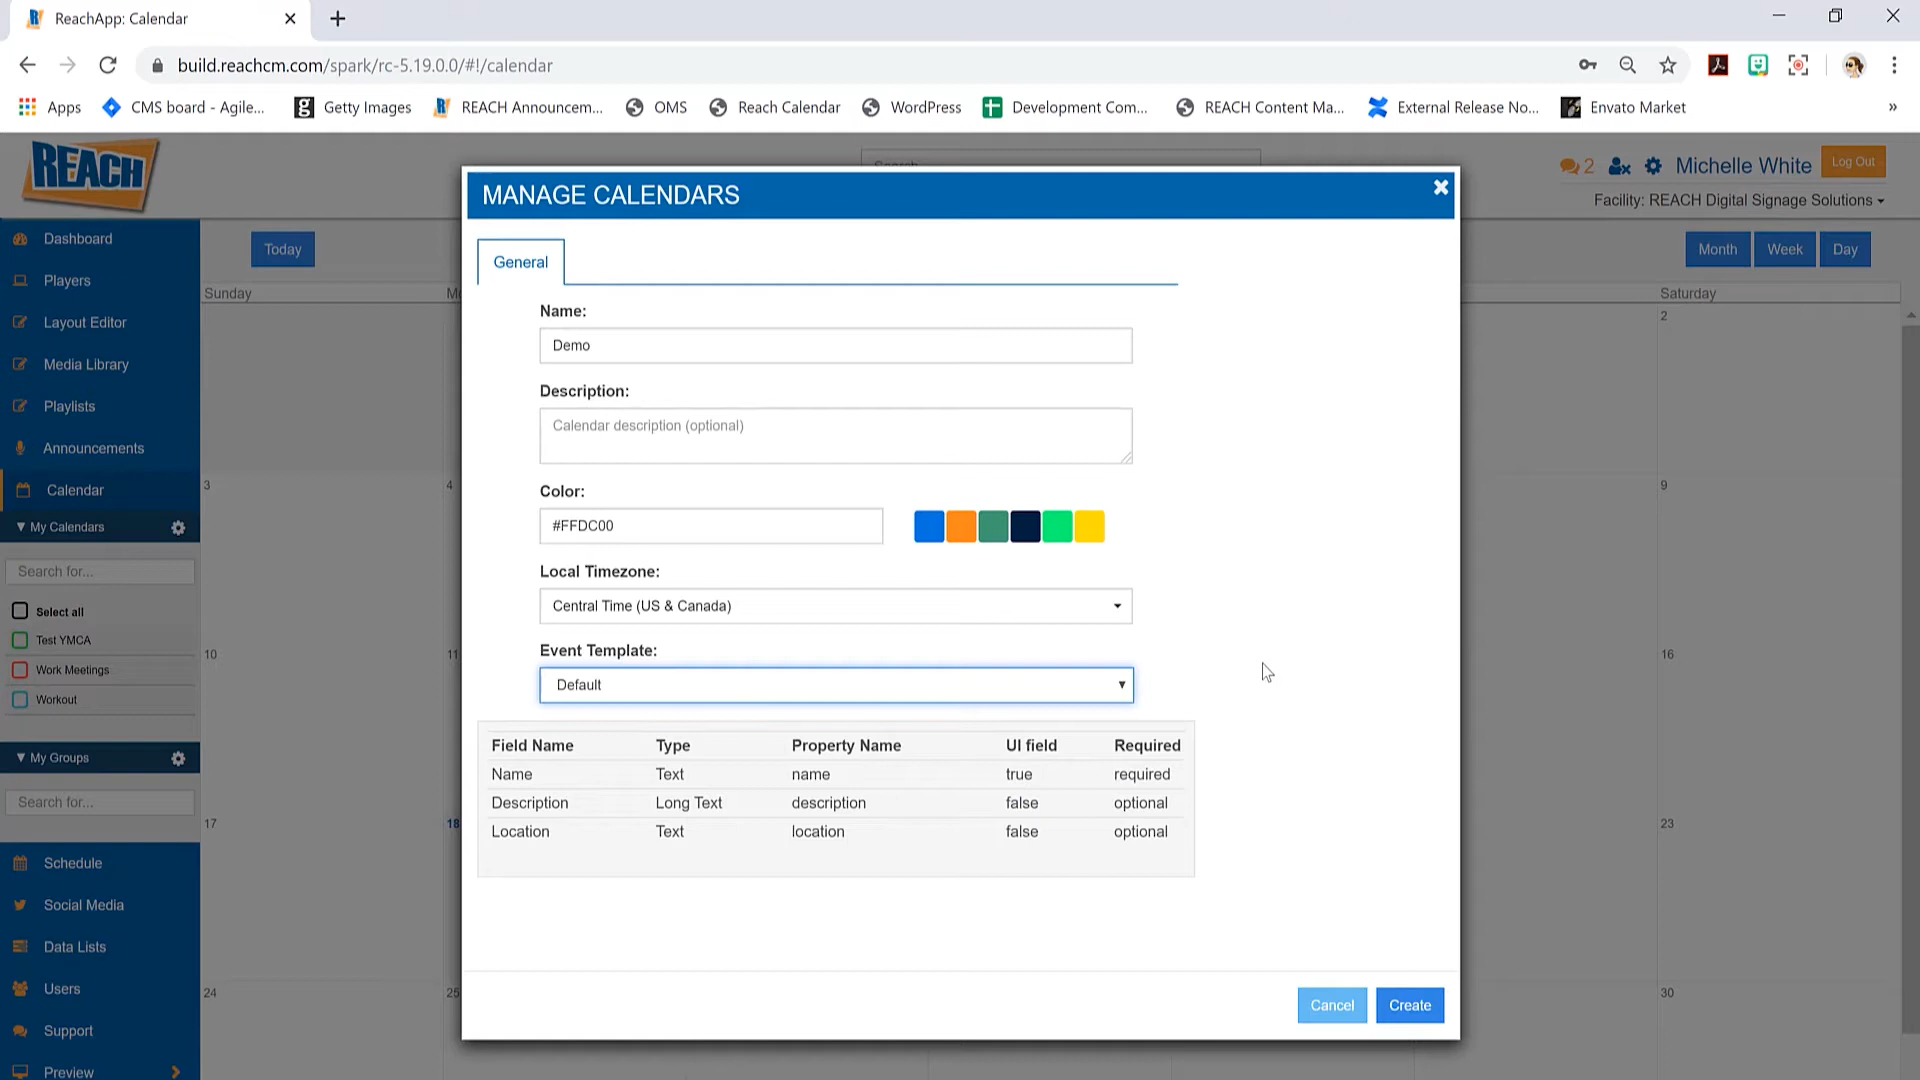 ReachApp: Calendar
build.reachcm.com/spark/rc-5.19.0.0/#!/calendar
Apps
CMS board - Agile...
Getty Images
REACH Announcem...
OMS
Reach Calendar
WordPress
Development Com...
REACH Content Ma...
External Release No...
Envato Market
»
REACH
2
Michelle White
Log Out
Facility: REACH Digital Signage Solutions
Dashboard
Players
Layout Editor
Media Library
Playlists
Announcements
Calendar
My Calendars
Search for...
Select all
Test YMCA
Work Meetings
Workout
My Groups
Search for...
Schedule
Social Media
Data Lists
Users
Support
Preview
Today
Month
Week
Day
Sunday
Saturday
2
3
4
9
10
11
16
17
18
23
24
25
30
MANAGE CALENDARS
General
Name:
Demo
Description:
Calendar description (optional)
Color:
#FFDC00
Local Timezone:
Central Time (US & Canada)
Event Template:
Default
Field Name Type Property Name UI field Required
Name Text name true required
Description Long Text description false optional
Location Text location false optional
Cancel
Create